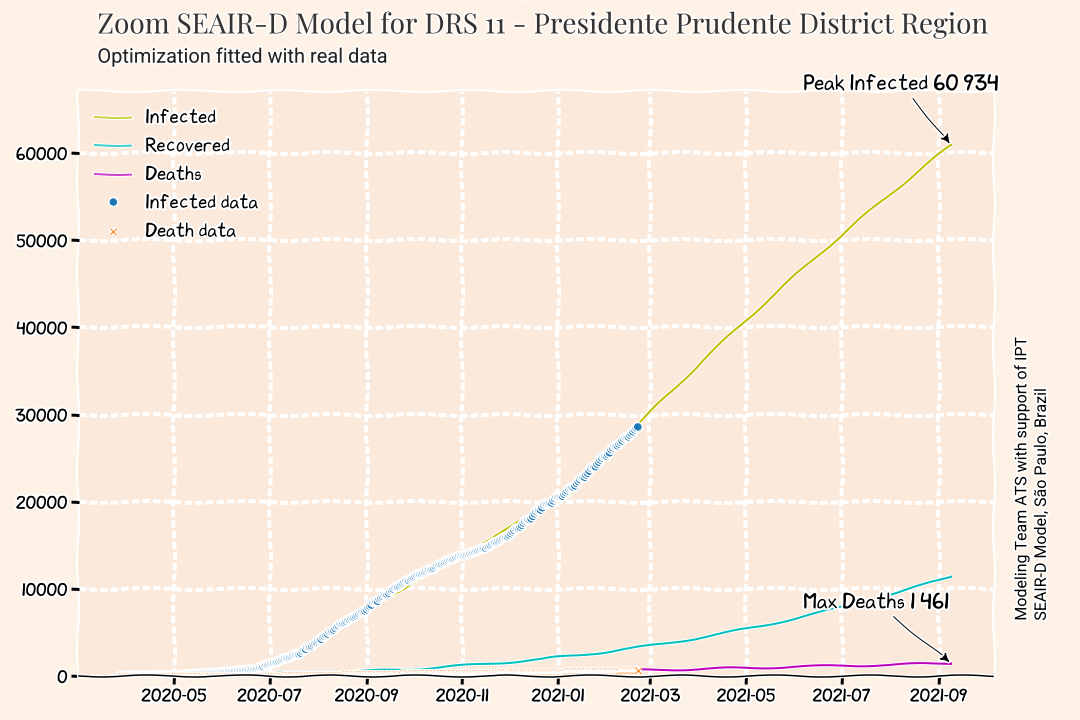 Zoom SEAIR-D Model for DRS 11 - Presidente Prudente District Region
Optimization fitted with real data
Peak Infected 60 934
Infected
Recovered
Deaths
Infected data
Death data
60000
50000
40000
30000
20000
10000
0
Max Deaths 1 461
2020-05
2020-07
2020-09
2020-11
2021-01
2021-03
2021-05
2021-07
2021-09
Modeling Team ATS with support of IPT
SEAIR-D Model, São Paulo, Brazil